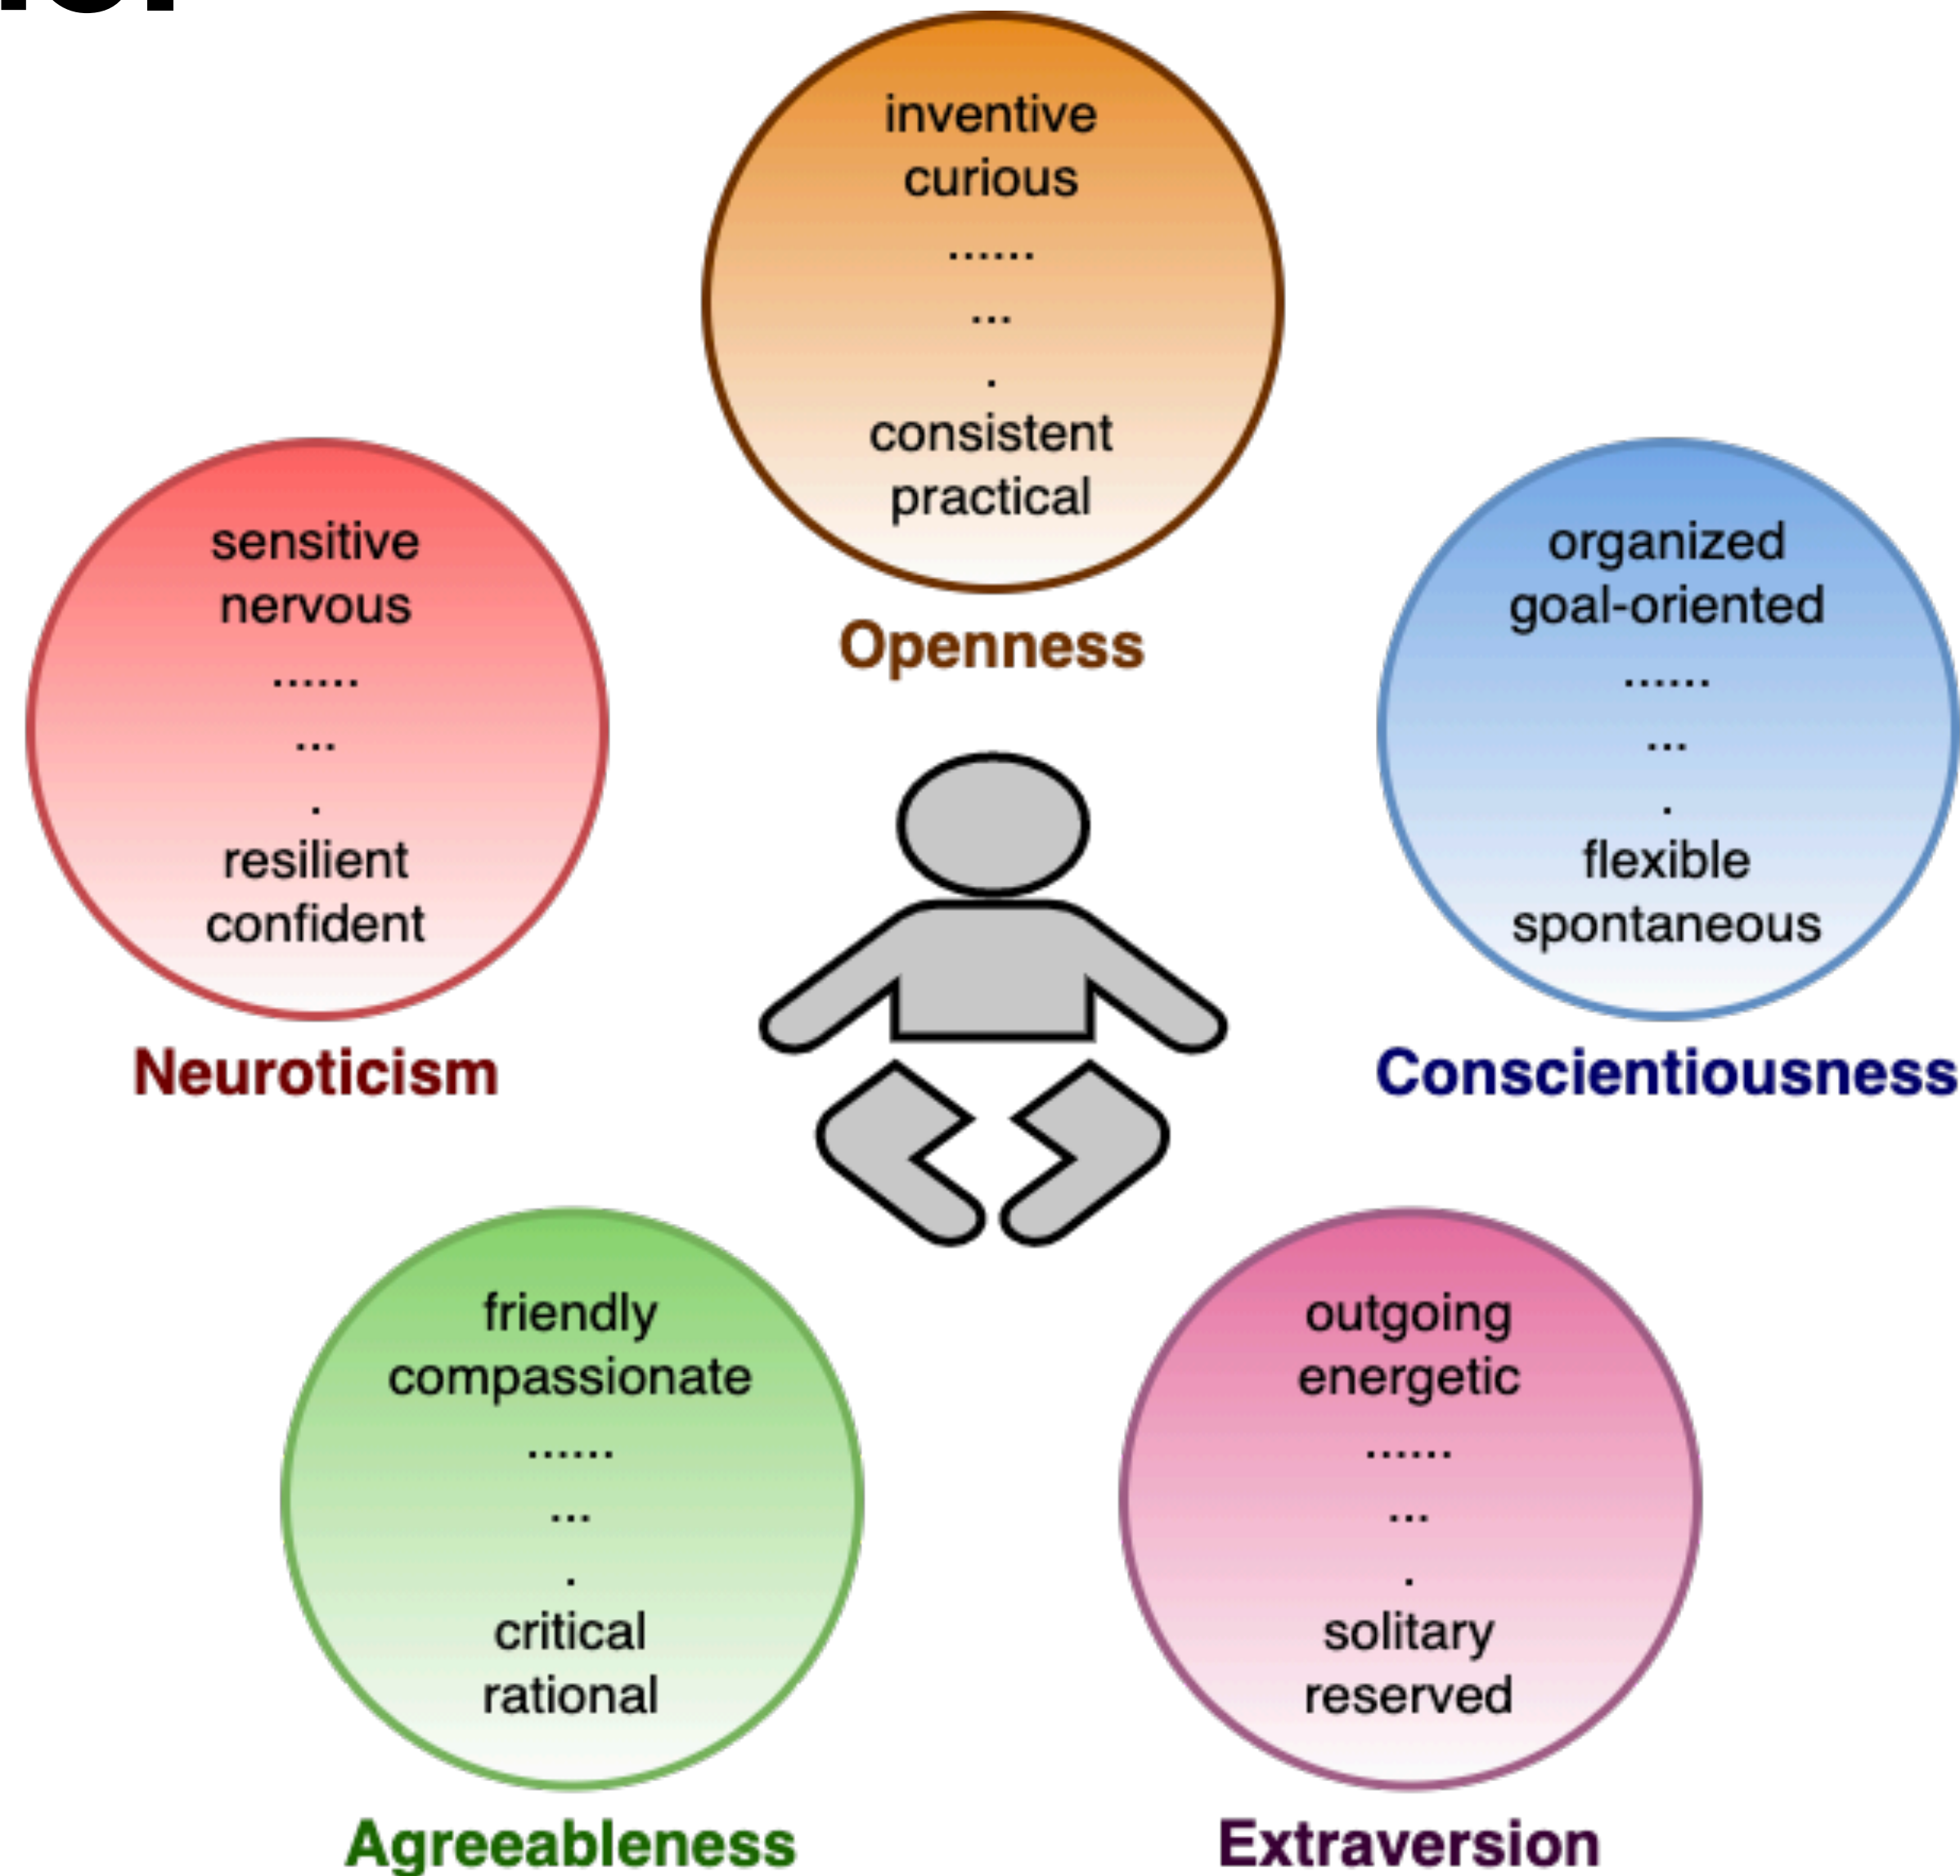 inventive
curious
......
...
.
consistent
practical
Openness
sensitive
nervous
......
...
.
resilient
confident
Neuroticism
organized
goal-oriented
......
...
.
flexible
spontaneous
Conscientiousness
friendly
compassionate
......
...
.
critical
rational
Agreeableness
outgoing
energetic
......
...
.
solitary
reserved
Extraversion